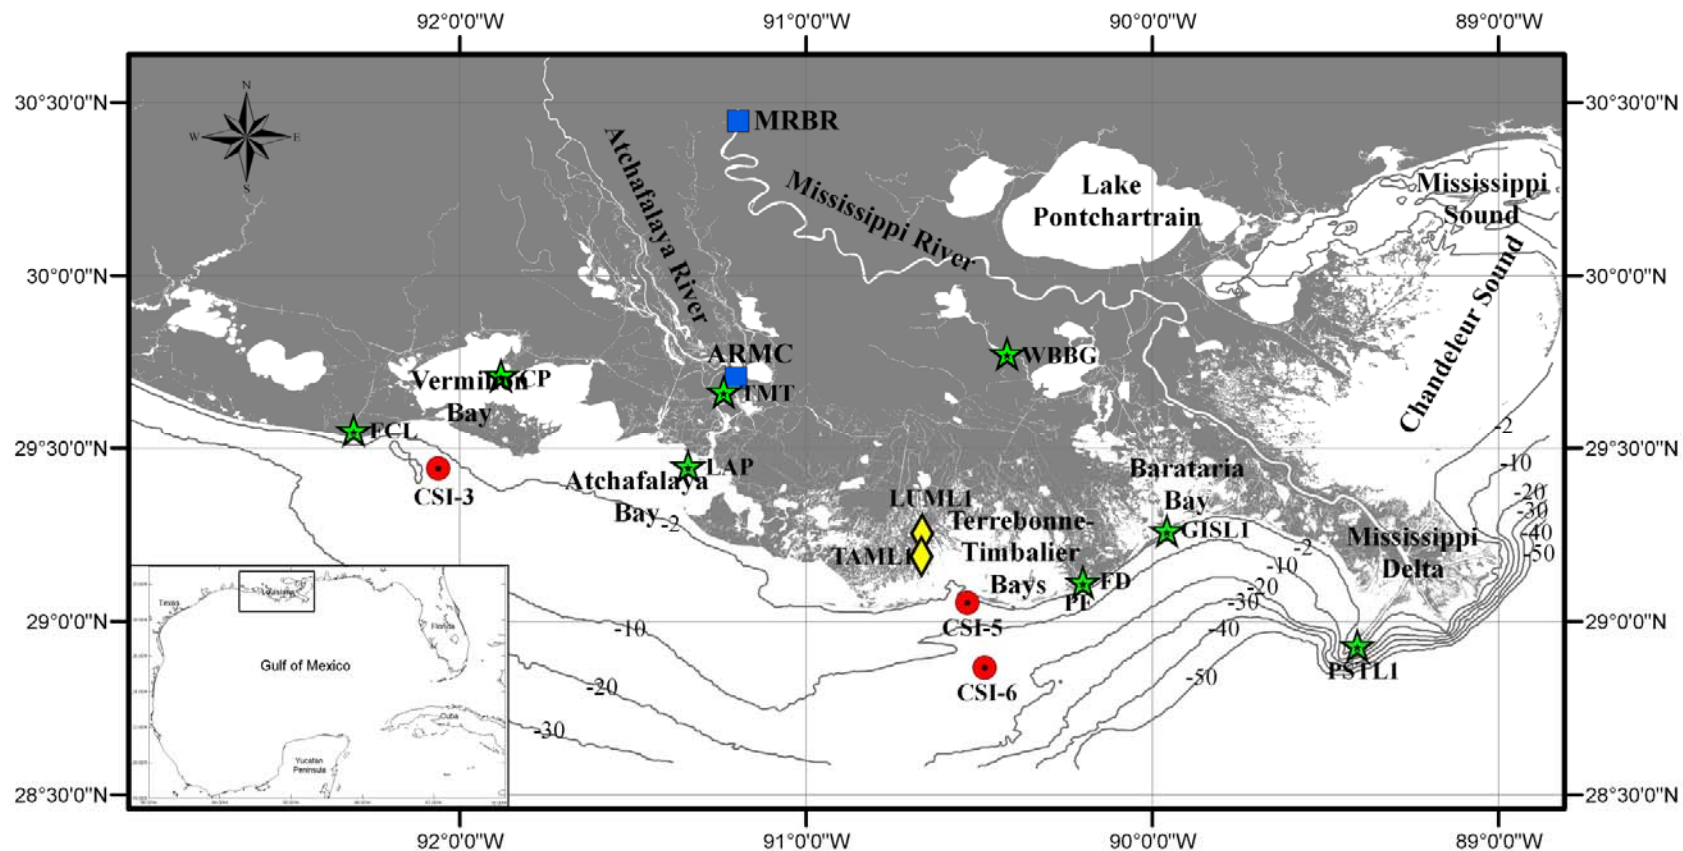 92°0'0"W
91°0'0"W
90°0'0"W
89°0'0"W
30°30'0"N
30°30'0"N
N
W
E
S
MRBR
Atchafalaya River
Mississippi River
Lake
Pontchartrain
Mississippi
Sound
Chandeleur Sound
30°0'0"N
30°0'0"N
ARMC
WBBG
Vermilion
Bay
CP
TMT
FCL
29°30'0"N
29°30'0"N
-2
-10
-20
-30
-40
-50
CSI-3
LAP
Atchafalaya
Bay
-2
Barataria
Bay
LUML1
Terrebonne-
Timbalier
Bays
TAML1
GISL1
-2
-10
-20
-30
-40
-50
Mississippi
Delta
FD
PF
CSI-5
29°0'0"N
29°0'0"N
-10
-20
-30
CSI-6
PSTL1
Texas
Louisiana
Florida
Gulf of Mexico
Cuba
Yucatan
Peninsula
28°30'0"N
28°30'0"N
92°0'0"W
91°0'0"W
90°0'0"W
89°0'0"W